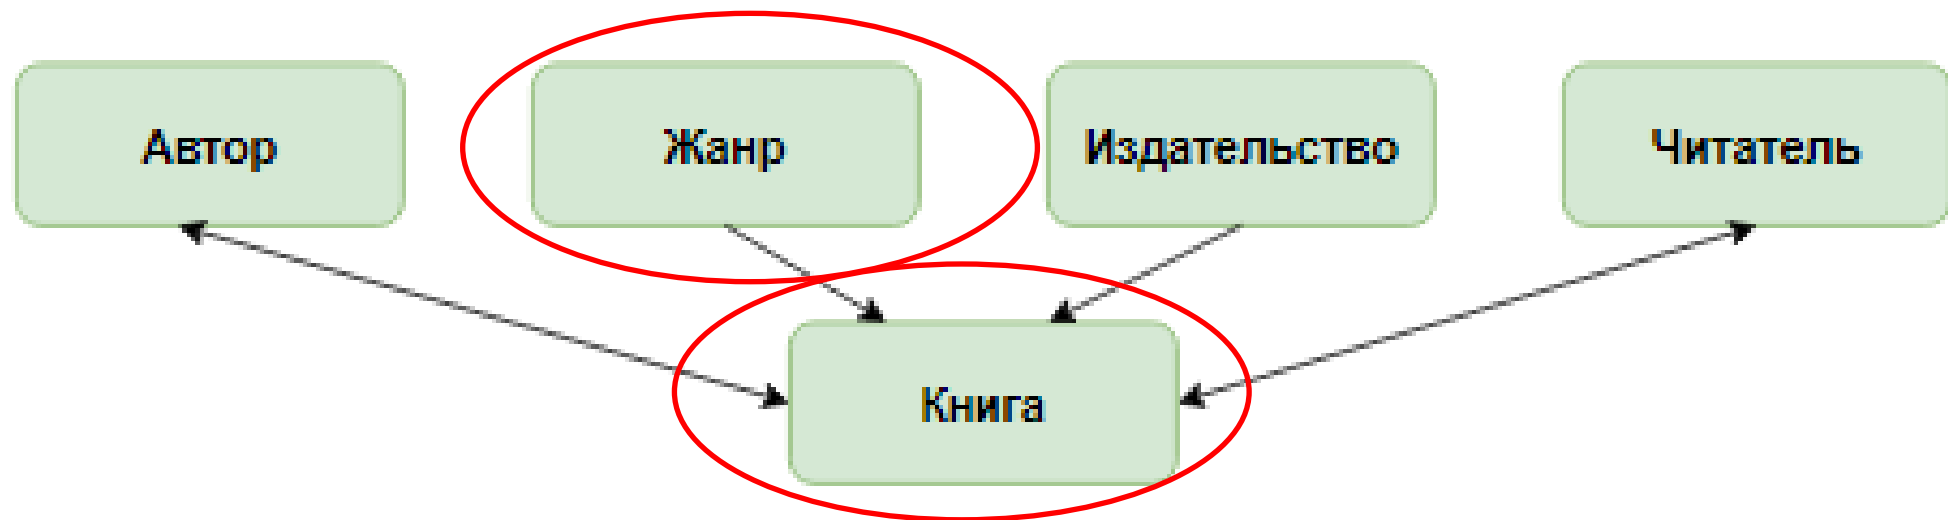 Автор
Жанр
Издательство
Читатель
Книга